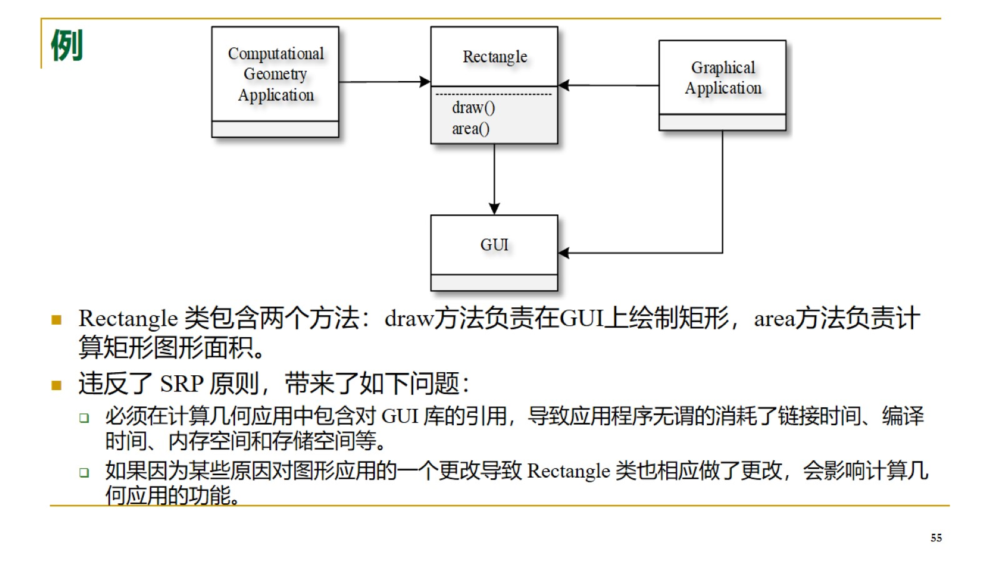 例
Computational
Geometry
Application
Rectangle
draw()
area()
Graphical
Application
GUI
Rectangle 类包含两个方法：draw方法负责在GUI上绘制矩形，area方法负责计
算矩形图形面积。
违反了 SRP 原则，带来了如下问题：
必须在计算几何应用中包含对 GUI 库的引用，导致应用程序无谓的消耗了链接时间、编译
时间、内存空间和存储空间等。
如果因为某些原因对图形应用的一个更改导致 Rectangle 类也相应做了更改，会影响计算几
何应用的功能。
55